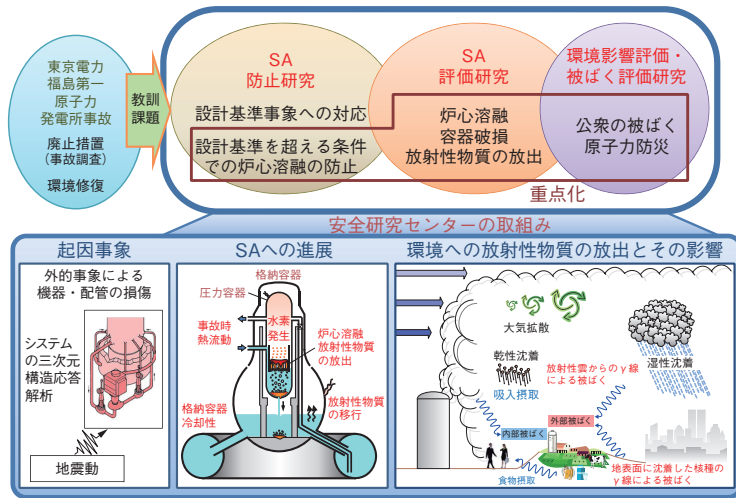 東京電力
福島第一
原子力
発電所事故
廃止措置
(事故調査)
環境修復
教訓
課題
SA
防止研究
設計基準事象への対応
設計基準を超える条件
での炉心溶融の防止
SA
評価研究
炉心溶融
容器破損
放射性物質の放出
環境影響評価・
被ばく評価研究
公衆の被ばく
原子力防災
重点化
安全研究センターの取組み
起因事象
外的事象による
機器・配管の損傷
システム
の三次元
構造応答
解析
地震動
SAへの進展
格納容器
圧力容器
水素
発生
事故時
熱流動
炉心溶融
放射性物質
の放出
格納容器
冷却性
放射性物質
の移行
環境への放射性物質の放出とその影響
大気拡散
乾性沈着
吸入摂取
湿性沈着
放射性雲からのγ線
による被ばく
外部被ばく
内部被ばく
食物摂取
地表面に沈着した核種の
γ線による被ばく